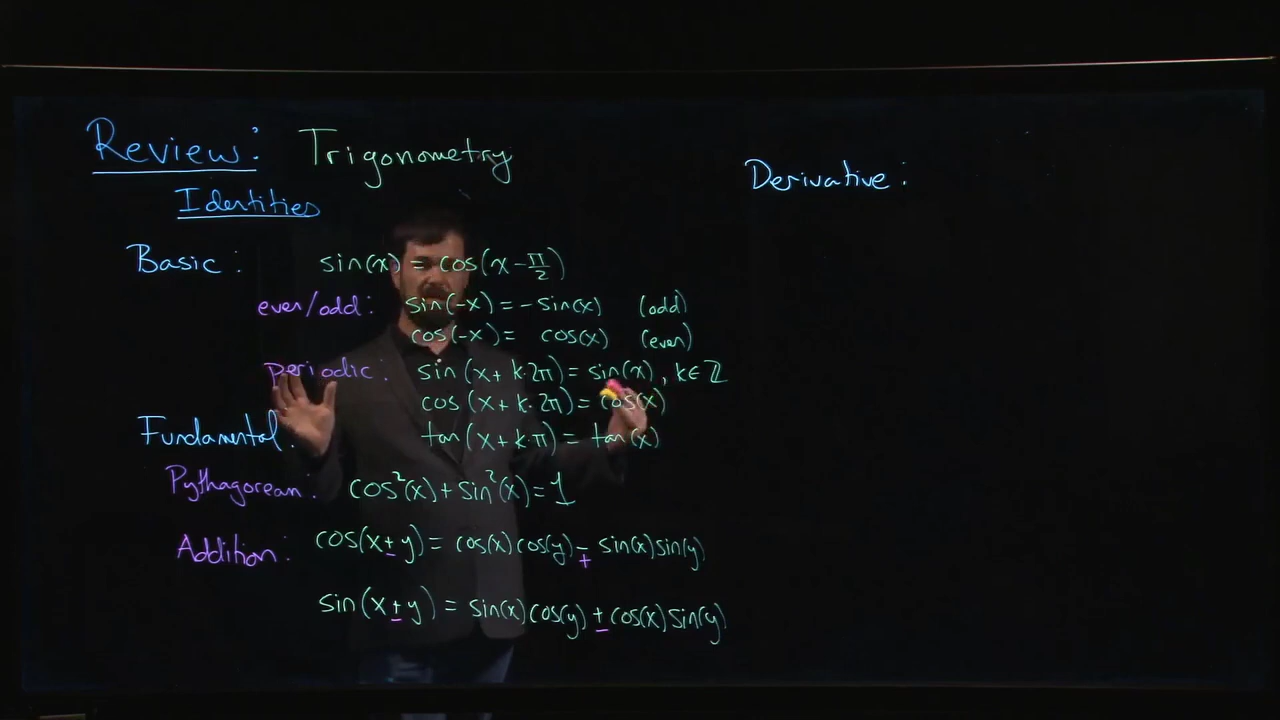 Review: Trigonometry
Identities
Basic: sin(x) = cos(x - π/2)
even/odd: sin(-x) = -sin(x) (odd)
cos(-x) = cos(x) (even)
periodic: sin(x + k·2π) = sin(x), k ∈ ℤ
cos(x + k·2π) = cos(x)
Fundamental: tan(x + k·π) = tan(x)
Pythagorean: cos²(x) + sin²(x) = 1
Addition: cos(x ± y) = cos(x)cos(y) ∓ sin(x)sin(y)
sin(x ± y) = sin(x)cos(y) ± cos(x)sin(y)
Derivative: